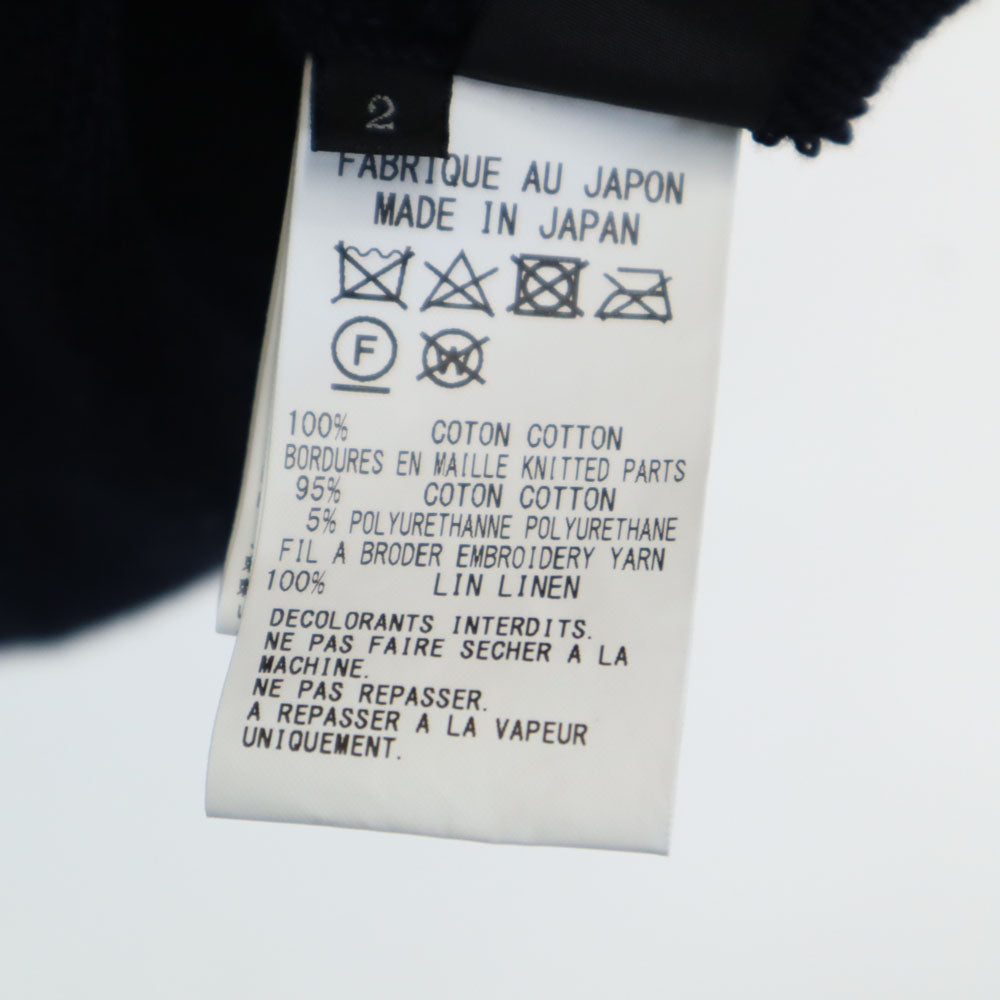 2
FABRIQUE AU JAPON
MADE IN JAPAN
F W
100% COTON COTTON
BORDURES EN MAILLE KNITTED PARTS
95% COTON COTTON
5% POLYURETHANNE POLYURETHANE
FIL A BRODER EMBROIDERY YARN
100% LIN LINEN
DECOLORANTS INTERDITS.
NE PAS FAIRE SECHER A LA
MACHINE.
NE PAS REPASSER.
A REPASSER A LA VAPEUR
UNIQUEMENT.